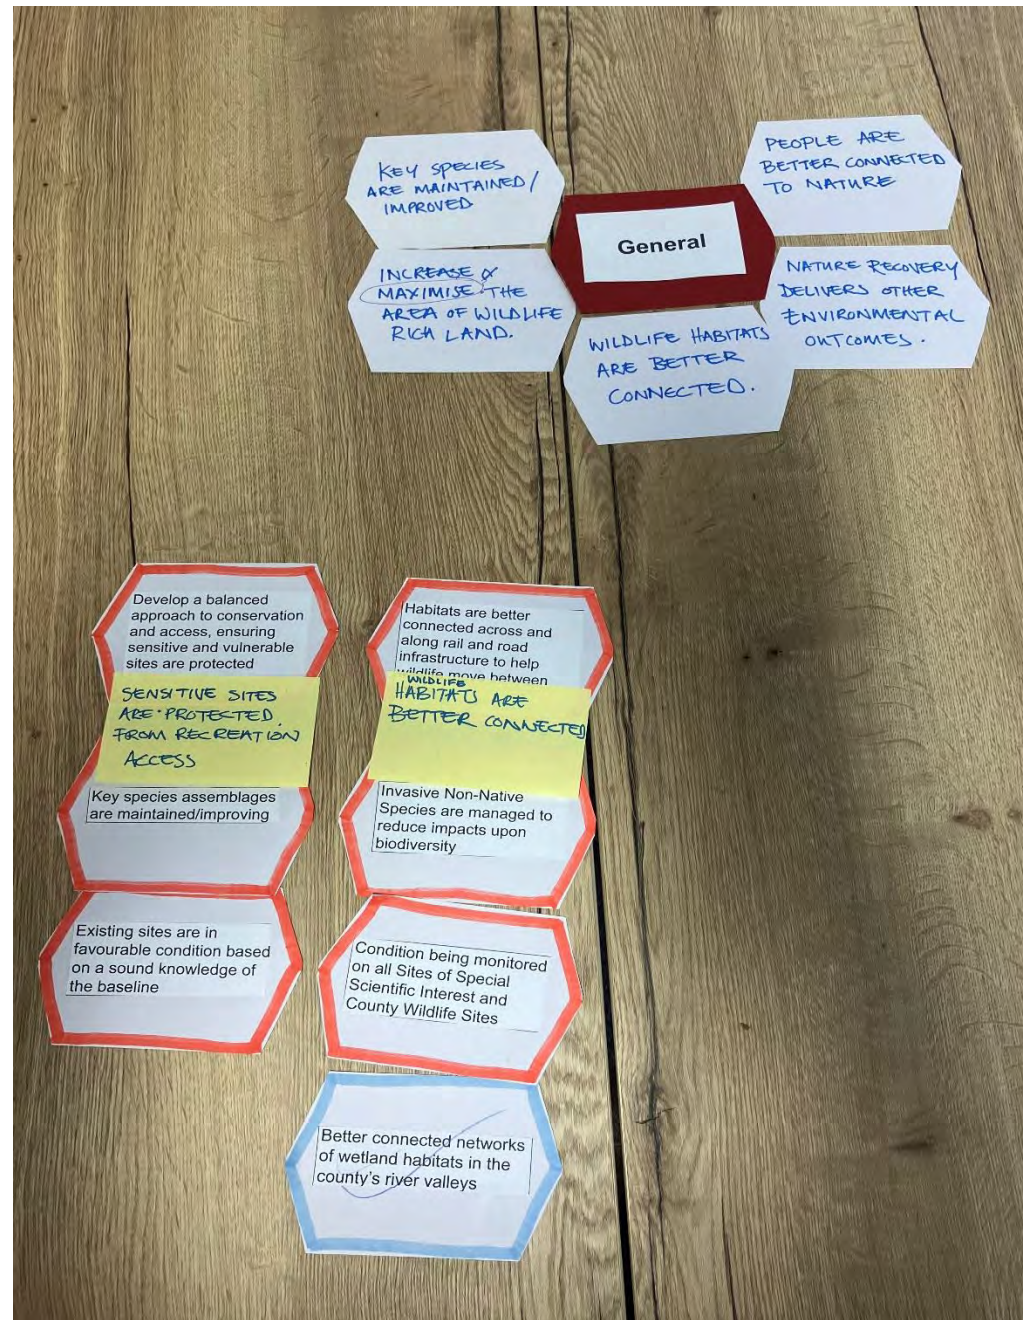 KEY SPECIES
ARE MAINTAINED/
IMPROVED
General
PEOPLE ARE
BETTER CONNECTED
TO NATURE
INCREASE &
MAXIMISE THE
AREA OF WILDLIFE
RICH LAND.
WILDLIFE HABITATS
ARE BETTER
CONNECTED.
NATURE RECOVERY
DELIVERS OTHER
ENVIRONMENTAL
OUTCOMES.
Develop a balanced
approach to conservation
and access, ensuring
sensitive and vulnerable
sites are protected
SENSITIVE SITES
ARE PROTECTED.
FROM RECREATION
ACCESS
Key species assemblages
are maintained/improving
Existing sites are in
favourable condition based
on a sound knowledge of
the baseline
Habitats are better
connected across and
along rail and road
infrastructure to help
wildlife move between
WILDLIFE
HABITATS ARE
BETTER CONNECTED
Invasive Non-Native
Species are managed to
reduce impacts upon
biodiversity
Condition being monitored
on all Sites of Special
Scientific Interest and
County Wildlife Sites
Better connected networks
of wetland habitats in the
county's river valleys